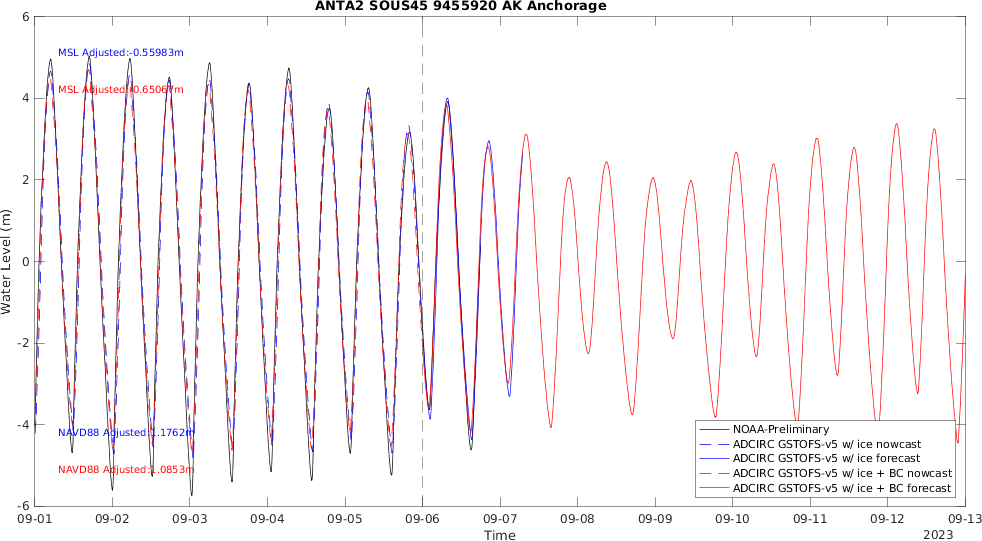 ANTA2 SOUS45 9455920 AK Anchorage
6
4
2
0
-2
-4
-6
Water Level (m)
MSL Adjusted:-0.55983m
MSL Adjusted:-0.65067m
NAVD88 Adjusted:1.1762m
NAVD88 Adjusted:1.0853m
NOAA-Preliminary
ADCIRC GSTOFS-v5 w/ ice nowcast
ADCIRC GSTOFS-v5 w/ ice forecast
ADCIRC GSTOFS-v5 w/ ice + BC nowcast
ADCIRC GSTOFS-v5 w/ ice + BC forecast
09-01 09-02 09-03 09-04 09-05 09-06 09-07 09-08 09-09 09-10 09-11 09-12 09-13
Time
2023